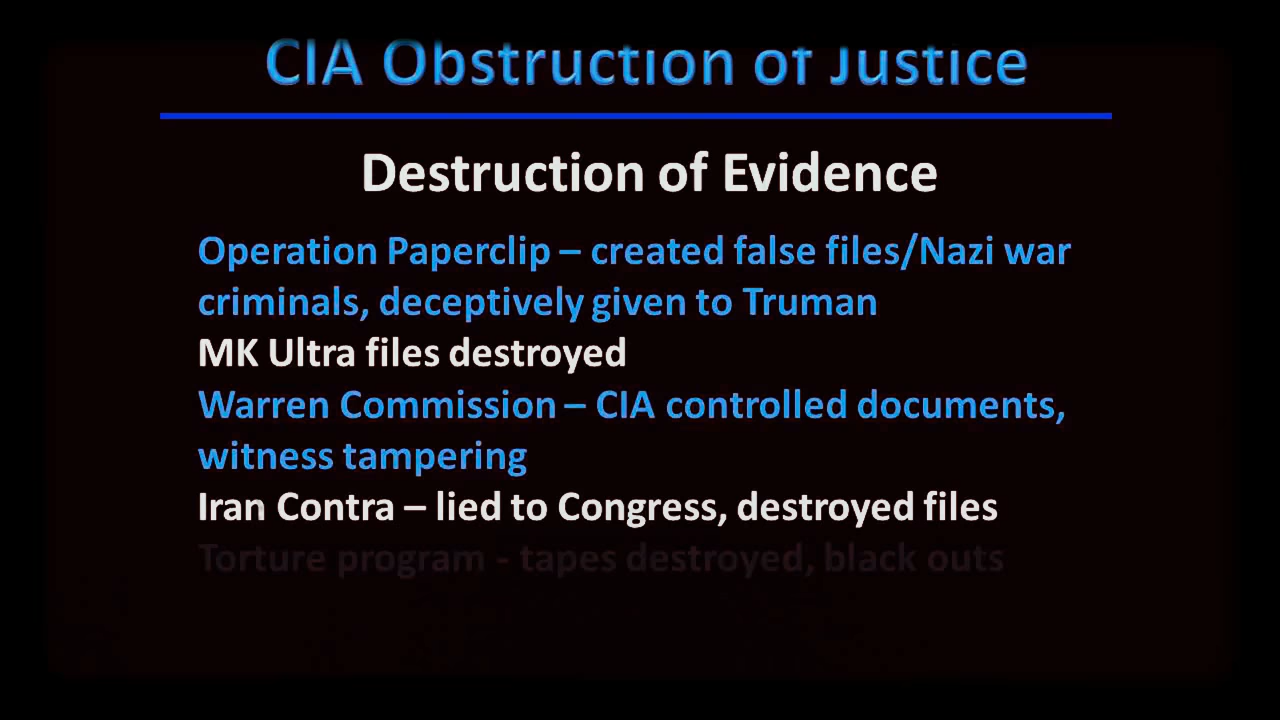 CIA Obstruction of Justice
Destruction of Evidence
Operation Paperclip – created false files/Nazi war
criminals, deceptively given to Truman
MK Ultra files destroyed
Warren Commission – CIA controlled documents,
witness tampering
Iran Contra – lied to Congress, destroyed files
Torture program - tapes destroyed, black outs